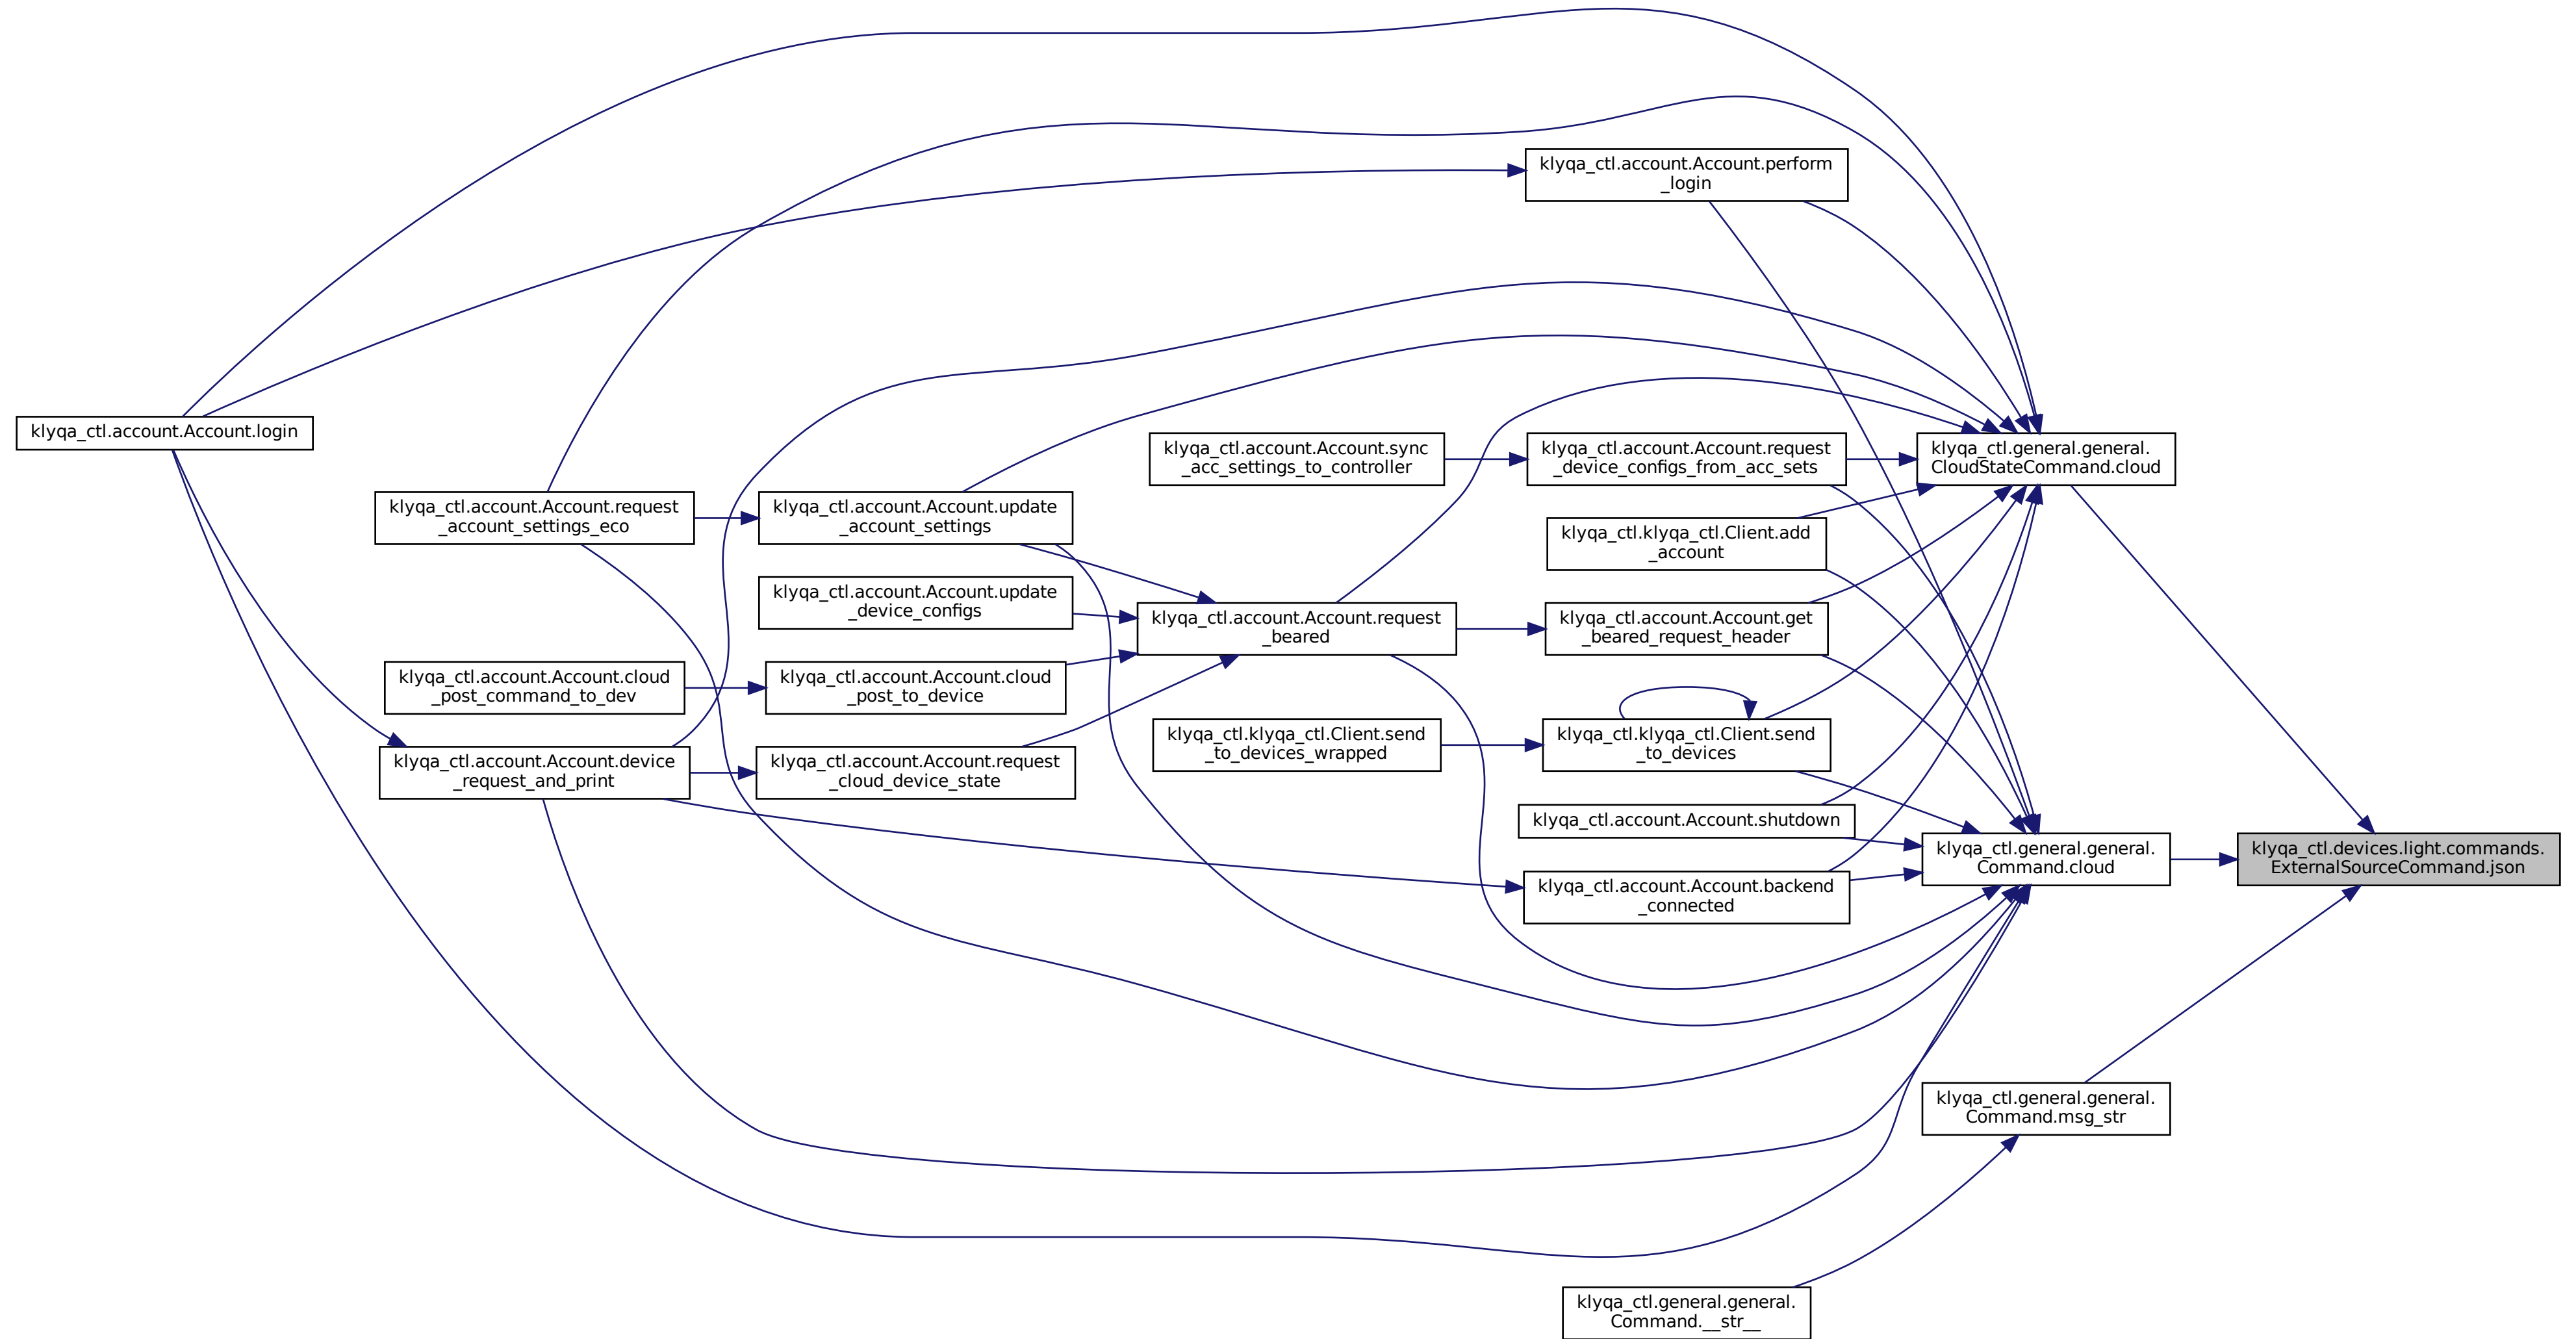 klyqa_ctl.account.Account.perform
_login
klyqa_ctl.account.Account.login
klyqa_ctl.account.Account.sync
_acc_settings_to_controller
klyqa_ctl.account.Account.request
_device_configs_from_acc_sets
klyqa_ctl.general.general.
CloudStateCommand.cloud
klyqa_ctl.account.Account.request
_account_settings_eco
klyqa_ctl.account.Account.update
_account_settings
klyqa_ctl.klyqa_ctl.Client.add
_account
klyqa_ctl.account.Account.update
_device_configs
klyqa_ctl.account.Account.request
_beared
klyqa_ctl.account.Account.get
_beared_request_header
klyqa_ctl.account.Account.cloud
_post_command_to_dev
klyqa_ctl.account.Account.cloud
_post_to_device
klyqa_ctl.klyqa_ctl.Client.send
_to_devices_wrapped
klyqa_ctl.klyqa_ctl.Client.send
_to_devices
klyqa_ctl.account.Account.device
_request_and_print
klyqa_ctl.account.Account.request
_cloud_device_state
klyqa_ctl.account.Account.shutdown
klyqa_ctl.general.general.
Command.cloud
klyqa_ctl.devices.light.commands.
ExternalSourceCommand.json
klyqa_ctl.account.Account.backend
_connected
klyqa_ctl.general.general.
Command.msg_str
klyqa_ctl.general.general.
Command.__str__